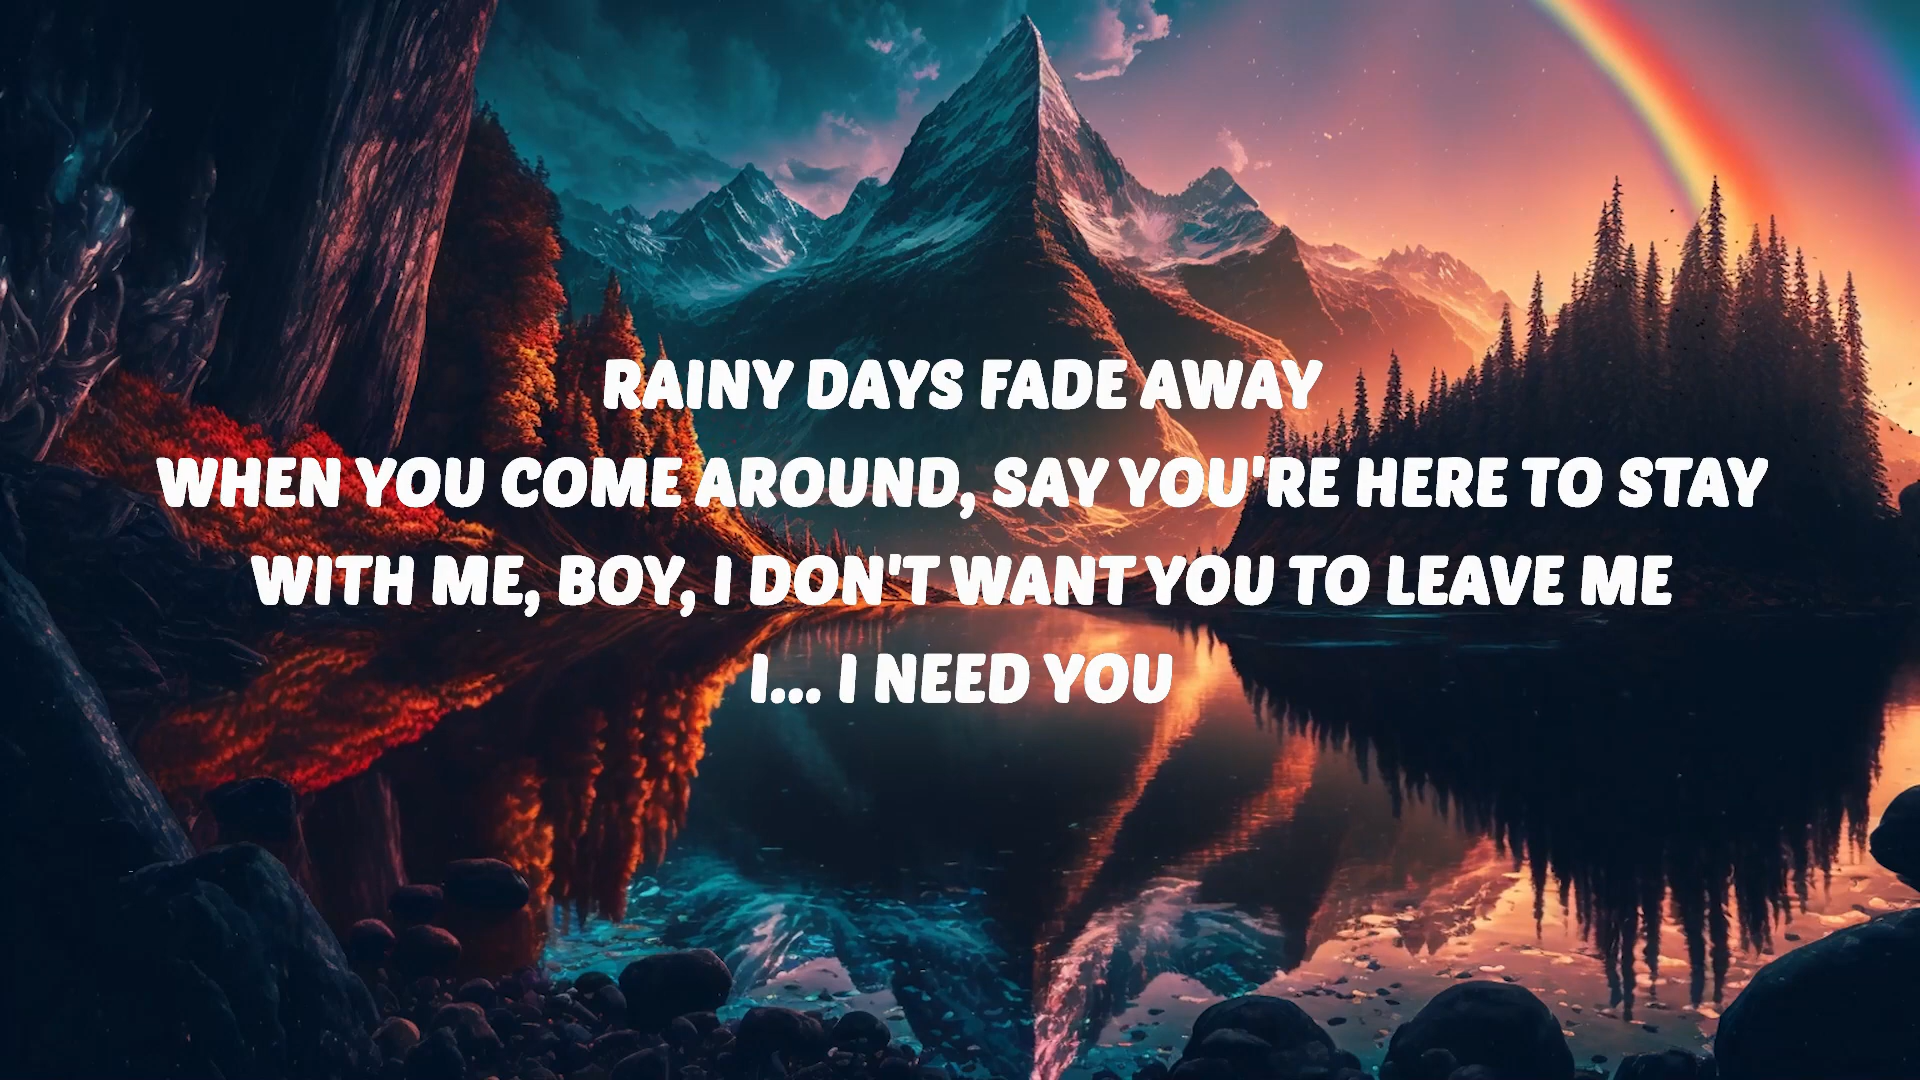 RAINY DAYS FADE AWAY
WHEN YOU COME AROUND, SAY YOU'RE HERE TO STAY
WITH ME, BOY, I DON'T WANT YOU TO LEAVE ME
I... I NEED YOU